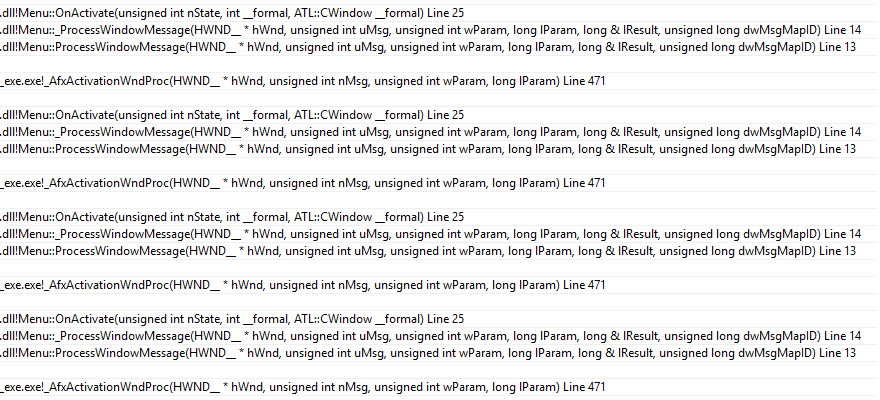 .dll!Menu::OnActivate(unsigned int nState, int __formal, ATL::CWindow __formal) Line 25
.dll!Menu::_ProcessWindowMessage(HWND__ * hWnd, unsigned int uMsg, unsigned int wParam, long lParam, long & lResult, unsigned long dwMsgMapID) Line 14
.dll!Menu::ProcessWindowMessage(HWND__ * hWnd, unsigned int uMsg, unsigned int wParam, long lParam, long & lResult, unsigned long dwMsgMapID) Line 13
_exe.exe!_AfxActivationWndProc(HWND__ * hWnd, unsigned int nMsg, unsigned int wParam, long lParam) Line 471
.dll!Menu::OnActivate(unsigned int nState, int __formal, ATL::CWindow __formal) Line 25
.dll!Menu::_ProcessWindowMessage(HWND__ * hWnd, unsigned int uMsg, unsigned int wParam, long lParam, long & lResult, unsigned long dwMsgMapID) Line 14
.dll!Menu::ProcessWindowMessage(HWND__ * hWnd, unsigned int uMsg, unsigned int wParam, long lParam, long & lResult, unsigned long dwMsgMapID) Line 13
_exe.exe!_AfxActivationWndProc(HWND__ * hWnd, unsigned int nMsg, unsigned int wParam, long lParam) Line 471
.dll!Menu::OnActivate(unsigned int nState, int __formal, ATL::CWindow __formal) Line 25
.dll!Menu::_ProcessWindowMessage(HWND__ * hWnd, unsigned int uMsg, unsigned int wParam, long lParam, long & lResult, unsigned long dwMsgMapID) Line 14
.dll!Menu::ProcessWindowMessage(HWND__ * hWnd, unsigned int uMsg, unsigned int wParam, long lParam, long & lResult, unsigned long dwMsgMapID) Line 13
_exe.exe!_AfxActivationWndProc(HWND__ * hWnd, unsigned int nMsg, unsigned int wParam, long lParam) Line 471
.dll!Menu::OnActivate(unsigned int nState, int __formal, ATL::CWindow __formal) Line 25
.dll!Menu::_ProcessWindowMessage(HWND__ * hWnd, unsigned int uMsg, unsigned int wParam, long lParam, long & lResult, unsigned long dwMsgMapID) Line 14
.dll!Menu::ProcessWindowMessage(HWND__ * hWnd, unsigned int uMsg, unsigned int wParam, long lParam, long & lResult, unsigned long dwMsgMapID) Line 13
_exe.exe!_AfxActivationWndProc(HWND__ * hWnd, unsigned int nMsg, unsigned int wParam, long lParam) Line 471